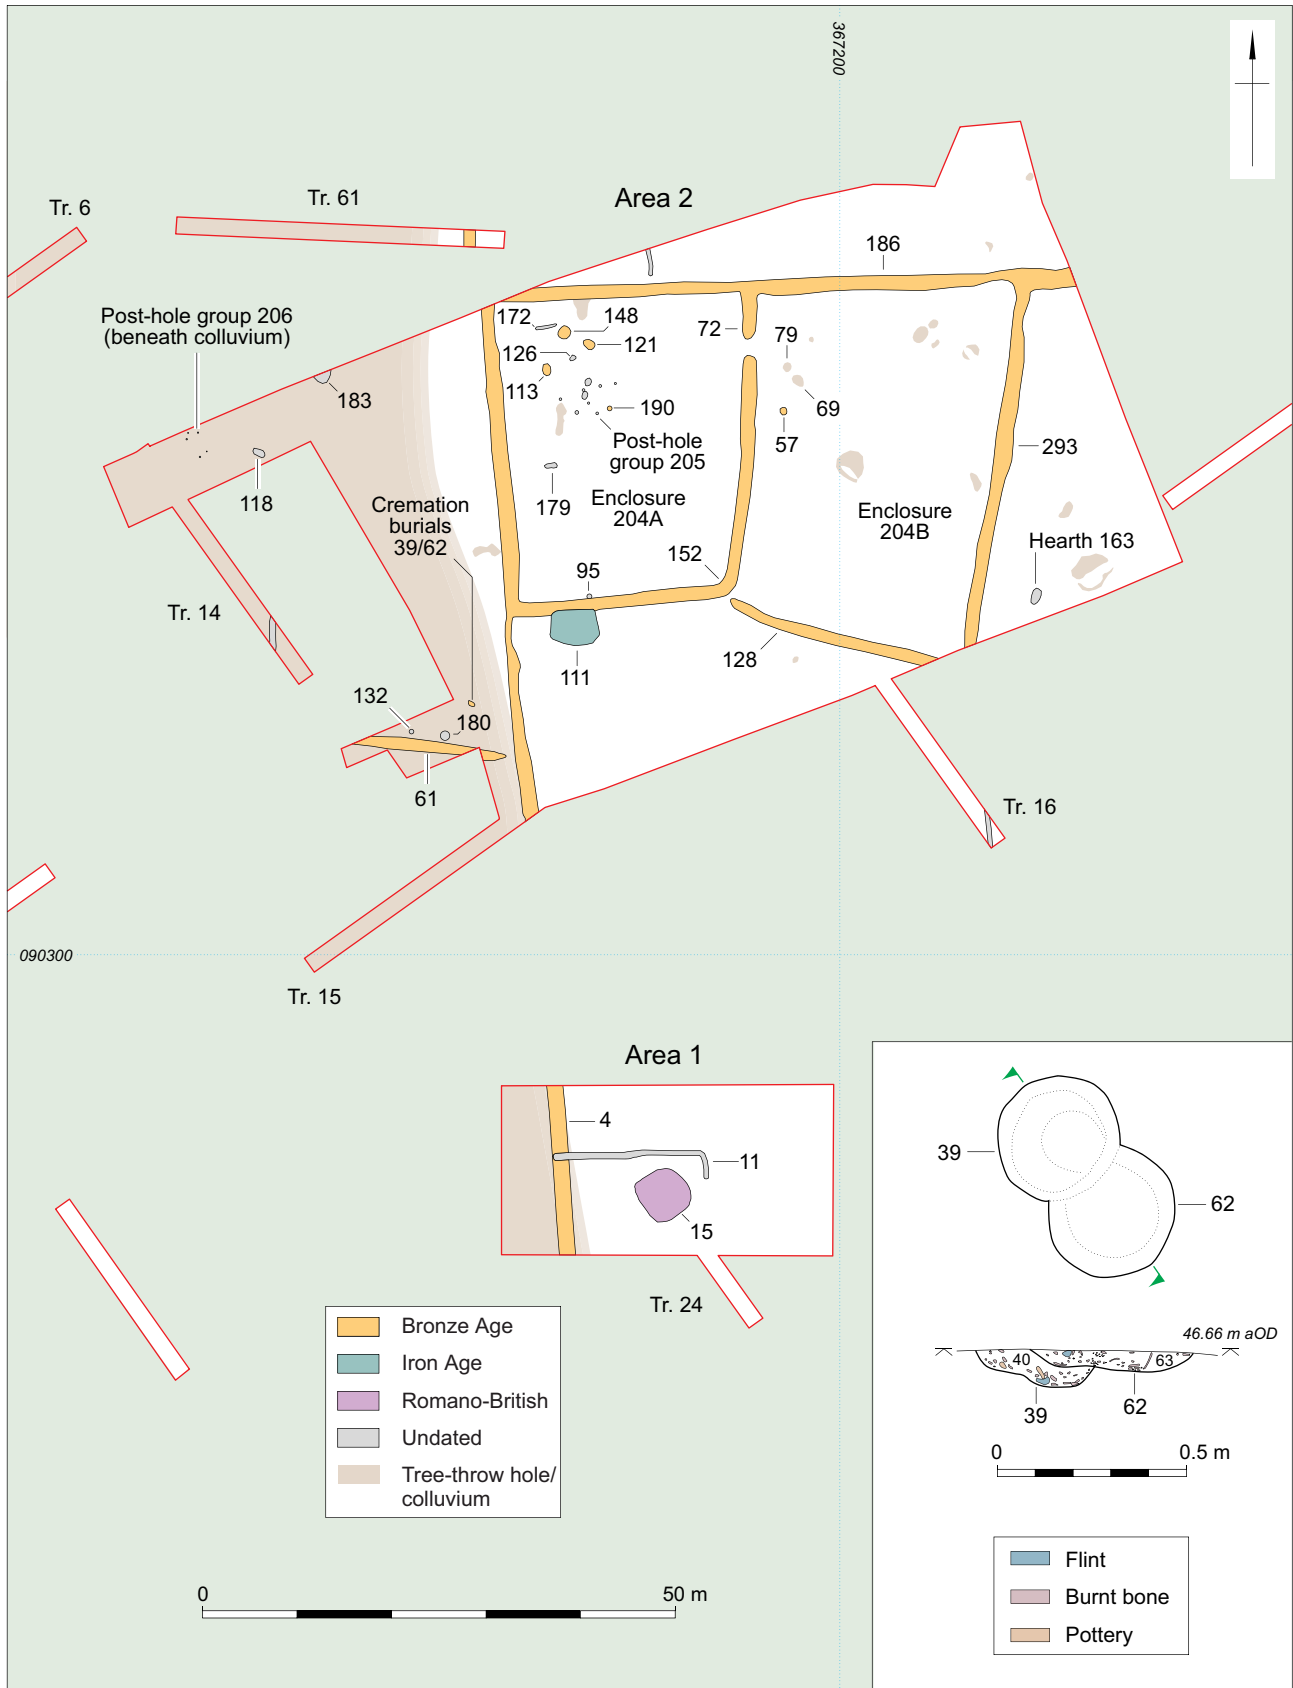 367200
Area 2
Tr. 61
Tr. 6
186
Post-hole group 206
(beneath colluvium)
172
148
72
79
121
126
113
183
190
69
57
Post-hole
group 205
293
118
Cremation
burials
39/62
179
Enclosure
204A
Enclosure
204B
Hearth 163
152
95
Tr. 14
128
111
132
180
61
Tr. 16
090300
Tr. 15
Area 1
4
11
15
Tr. 24
39
62
46.66 m aOD
40
63
39
62
0
0.5 m
Bronze Age
Iron Age
Romano-British
Undated
Tree-throw hole/
colluvium
Flint
Burnt bone
Pottery
0
50 m